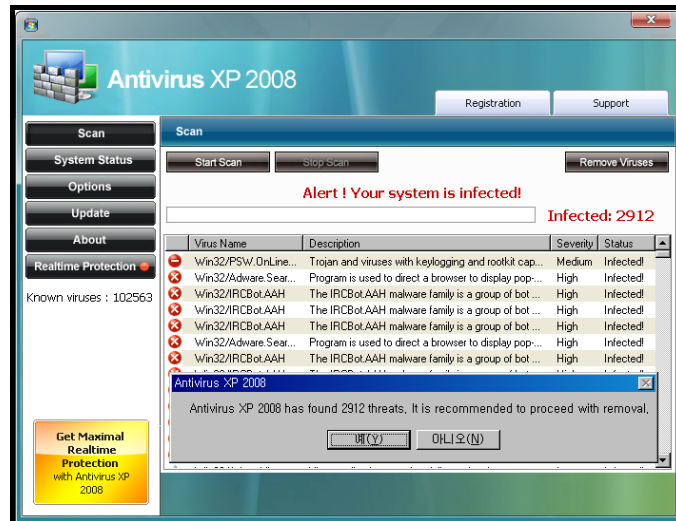 Antivirus XP 2008
Registration
Support
Scan
System Status
Options
Update
About
Realtime Protection
Known viruses : 102563
Get Maximal
Realtime
Protection
with Antivirus XP
2008
Scan
Start Scan
Stop Scan
Remove Viruses
Alert ! Your system is infected!
Infected: 2912
Virus Name Description Severity Status
Win32/PSW.OnLine... Trojan and viruses with keylogging and rootkit cap... Medium Infected!
Win32/Adware.Sear... Program is used to direct a browser to display pop-... High Infected!
Win32/IRCBot.AAH The IRCBot.AAH malware family is a group of bot ... High Infected!
Win32/IRCBot.AAH The IRCBot.AAH malware family is a group of bot ... High Infected!
Win32/IRCBot.AAH The IRCBot.AAH malware family is a group of bot ... High Infected!
Win32/Adware.Sear... Program is used to direct a browser to display pop-... High Infected!
Win32/IRCBot.AAH The IRCBot.AAH malware family is a group of bot ... High Infected!
Antivirus XP 2008
Antivirus XP 2008 has found 2912 threats, It is recommended to proceed with removal,
예(Y) 아니오(N)